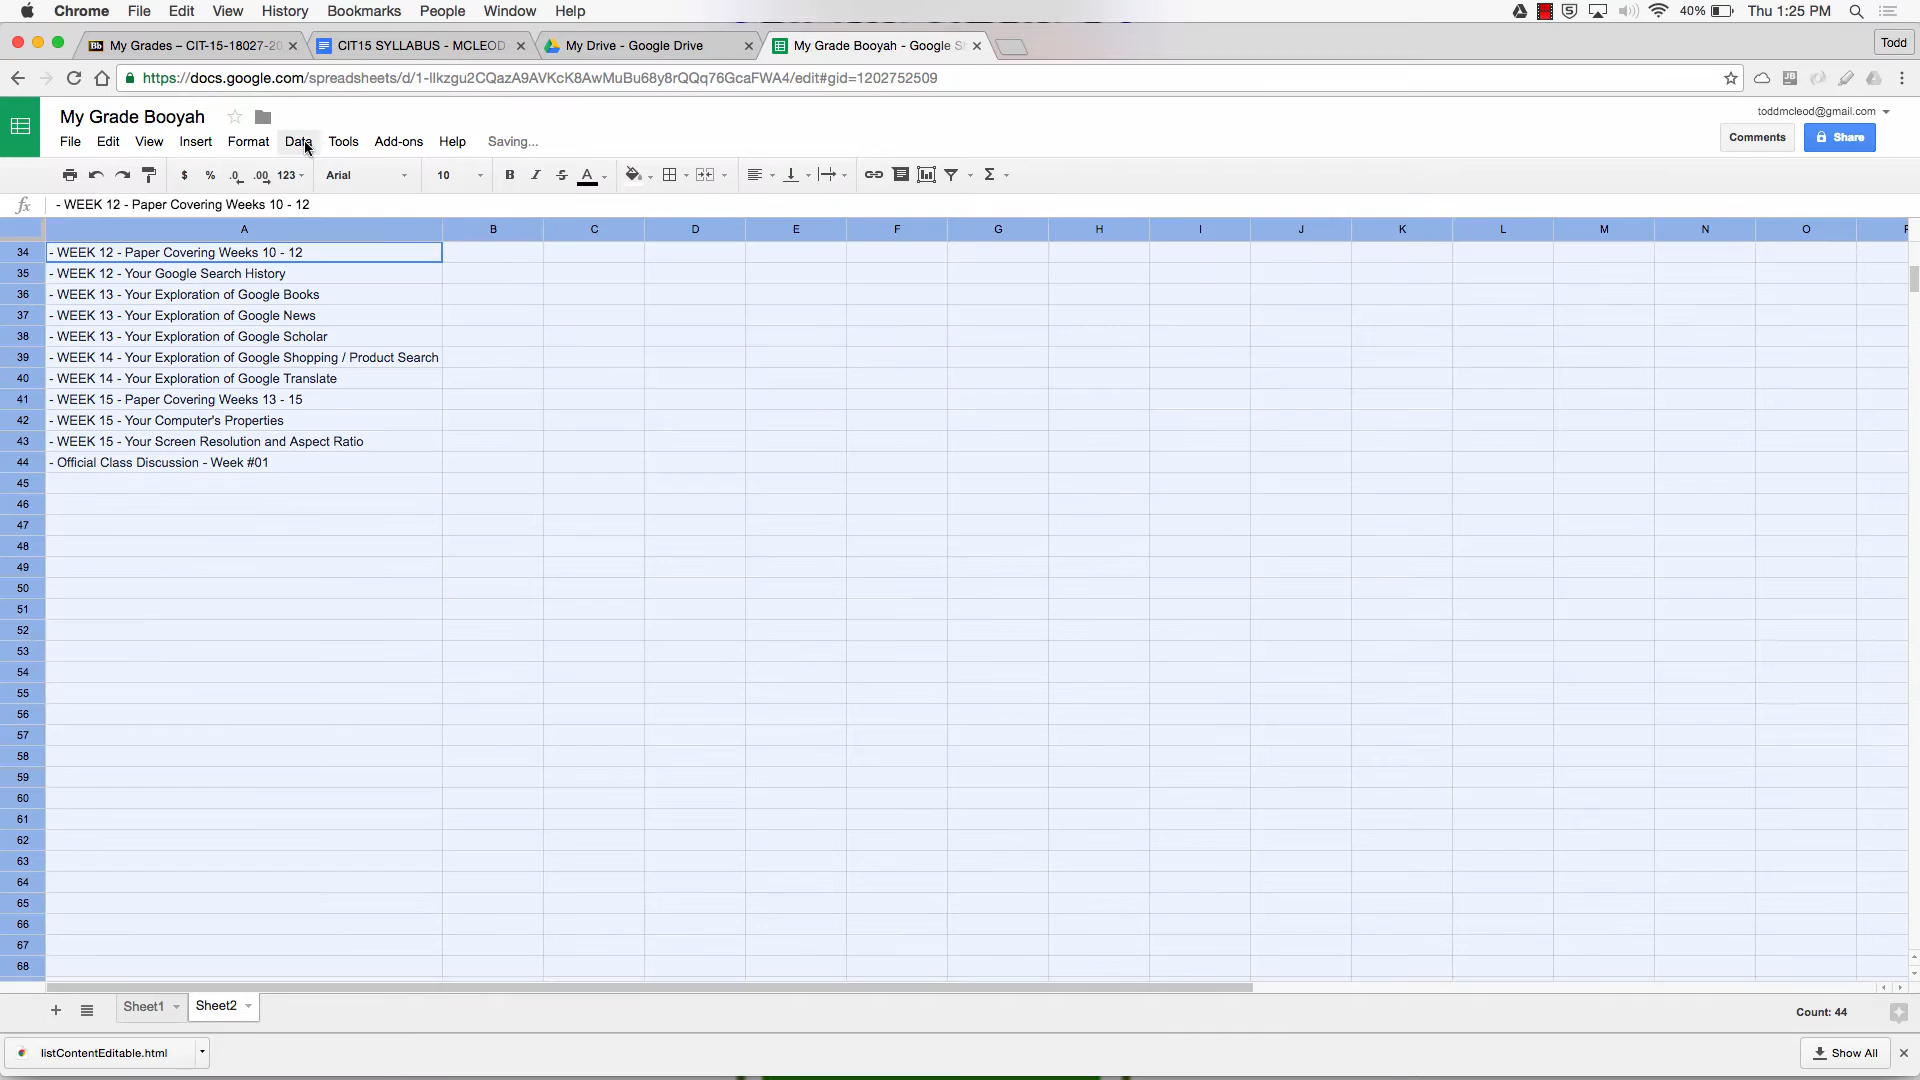 Chrome File Edit View History Bookmarks People Window Help 40% Thu 1:25 PM
My Grades – CIT-15-18027-20 CIT15 SYLLABUS - MCLEOD My Drive - Google Drive My Grade Booyah - Google S Todd
https://docs.google.com/spreadsheets/d/1-llkzgu2CQazA9AVKcK8AwMuBu68y8rQQq76GcaFWA4/edit#gid=1202752509
My Grade Booyah toddmcleod@gmail.com
File Edit View Insert Format Data Tools Add-ons Help Saving... Comments Share
$ % .0 .00 123 Arial 10 B I S A Σ
fx - WEEK 12 - Paper Covering Weeks 10 - 12
A B C D E F G H I J K L M N O
34 - WEEK 12 - Paper Covering Weeks 10 - 12
35 - WEEK 12 - Your Google Search History
36 - WEEK 13 - Your Exploration of Google Books
37 - WEEK 13 - Your Exploration of Google News
38 - WEEK 13 - Your Exploration of Google Scholar
39 - WEEK 14 - Your Exploration of Google Shopping / Product Search
40 - WEEK 14 - Your Exploration of Google Translate
41 - WEEK 15 - Paper Covering Weeks 13 - 15
42 - WEEK 15 - Your Computer's Properties
43 - WEEK 15 - Your Screen Resolution and Aspect Ratio
44 - Official Class Discussion - Week #01
45
46
47
48
49
50
51
52
53
54
55
56
57
58
59
60
61
62
63
64
65
66
67
68
Sheet1 Sheet2 Count: 44
listContentEditable.html Show All